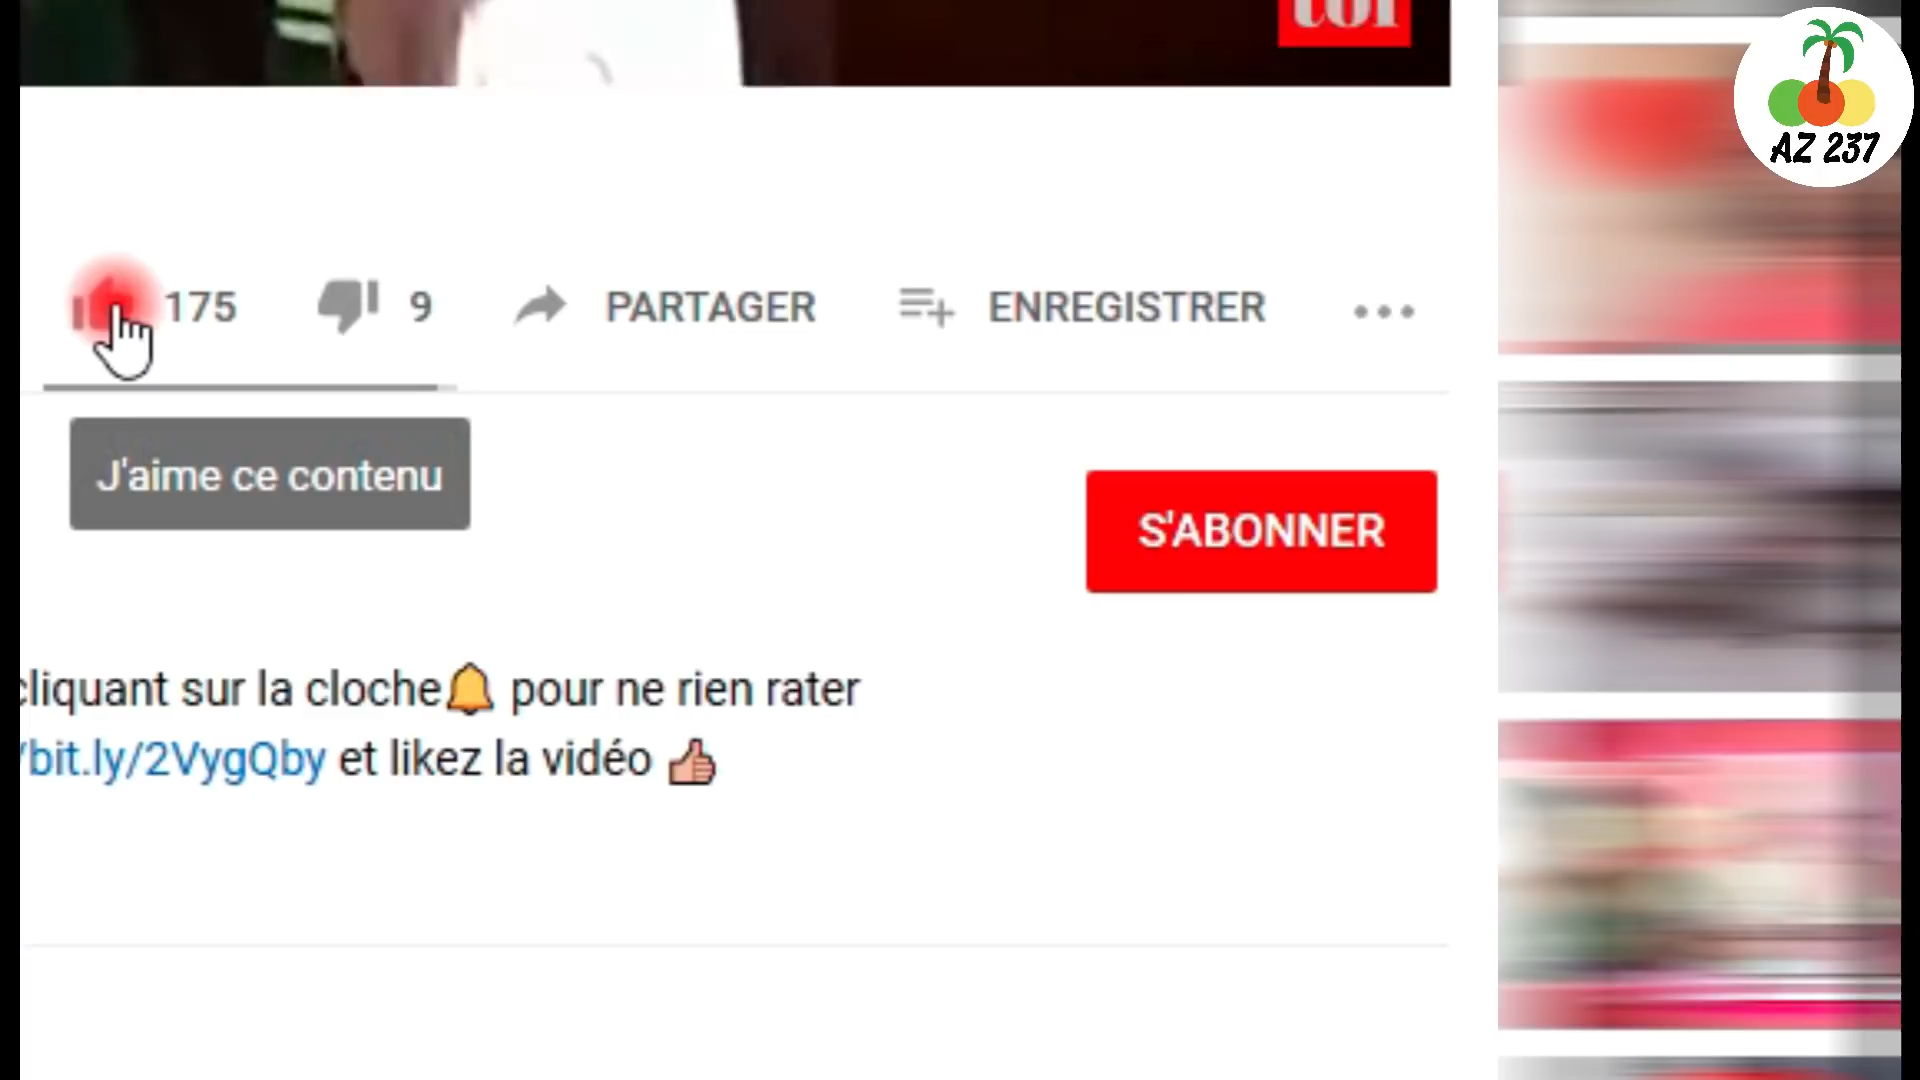 AZ 237
175 9 PARTAGER ENREGISTRER
J'aime ce contenu
S'ABONNER
cliquant sur la cloche🔔 pour ne rien rater
/bit.ly/2VygQby et likez la vidéo 👍